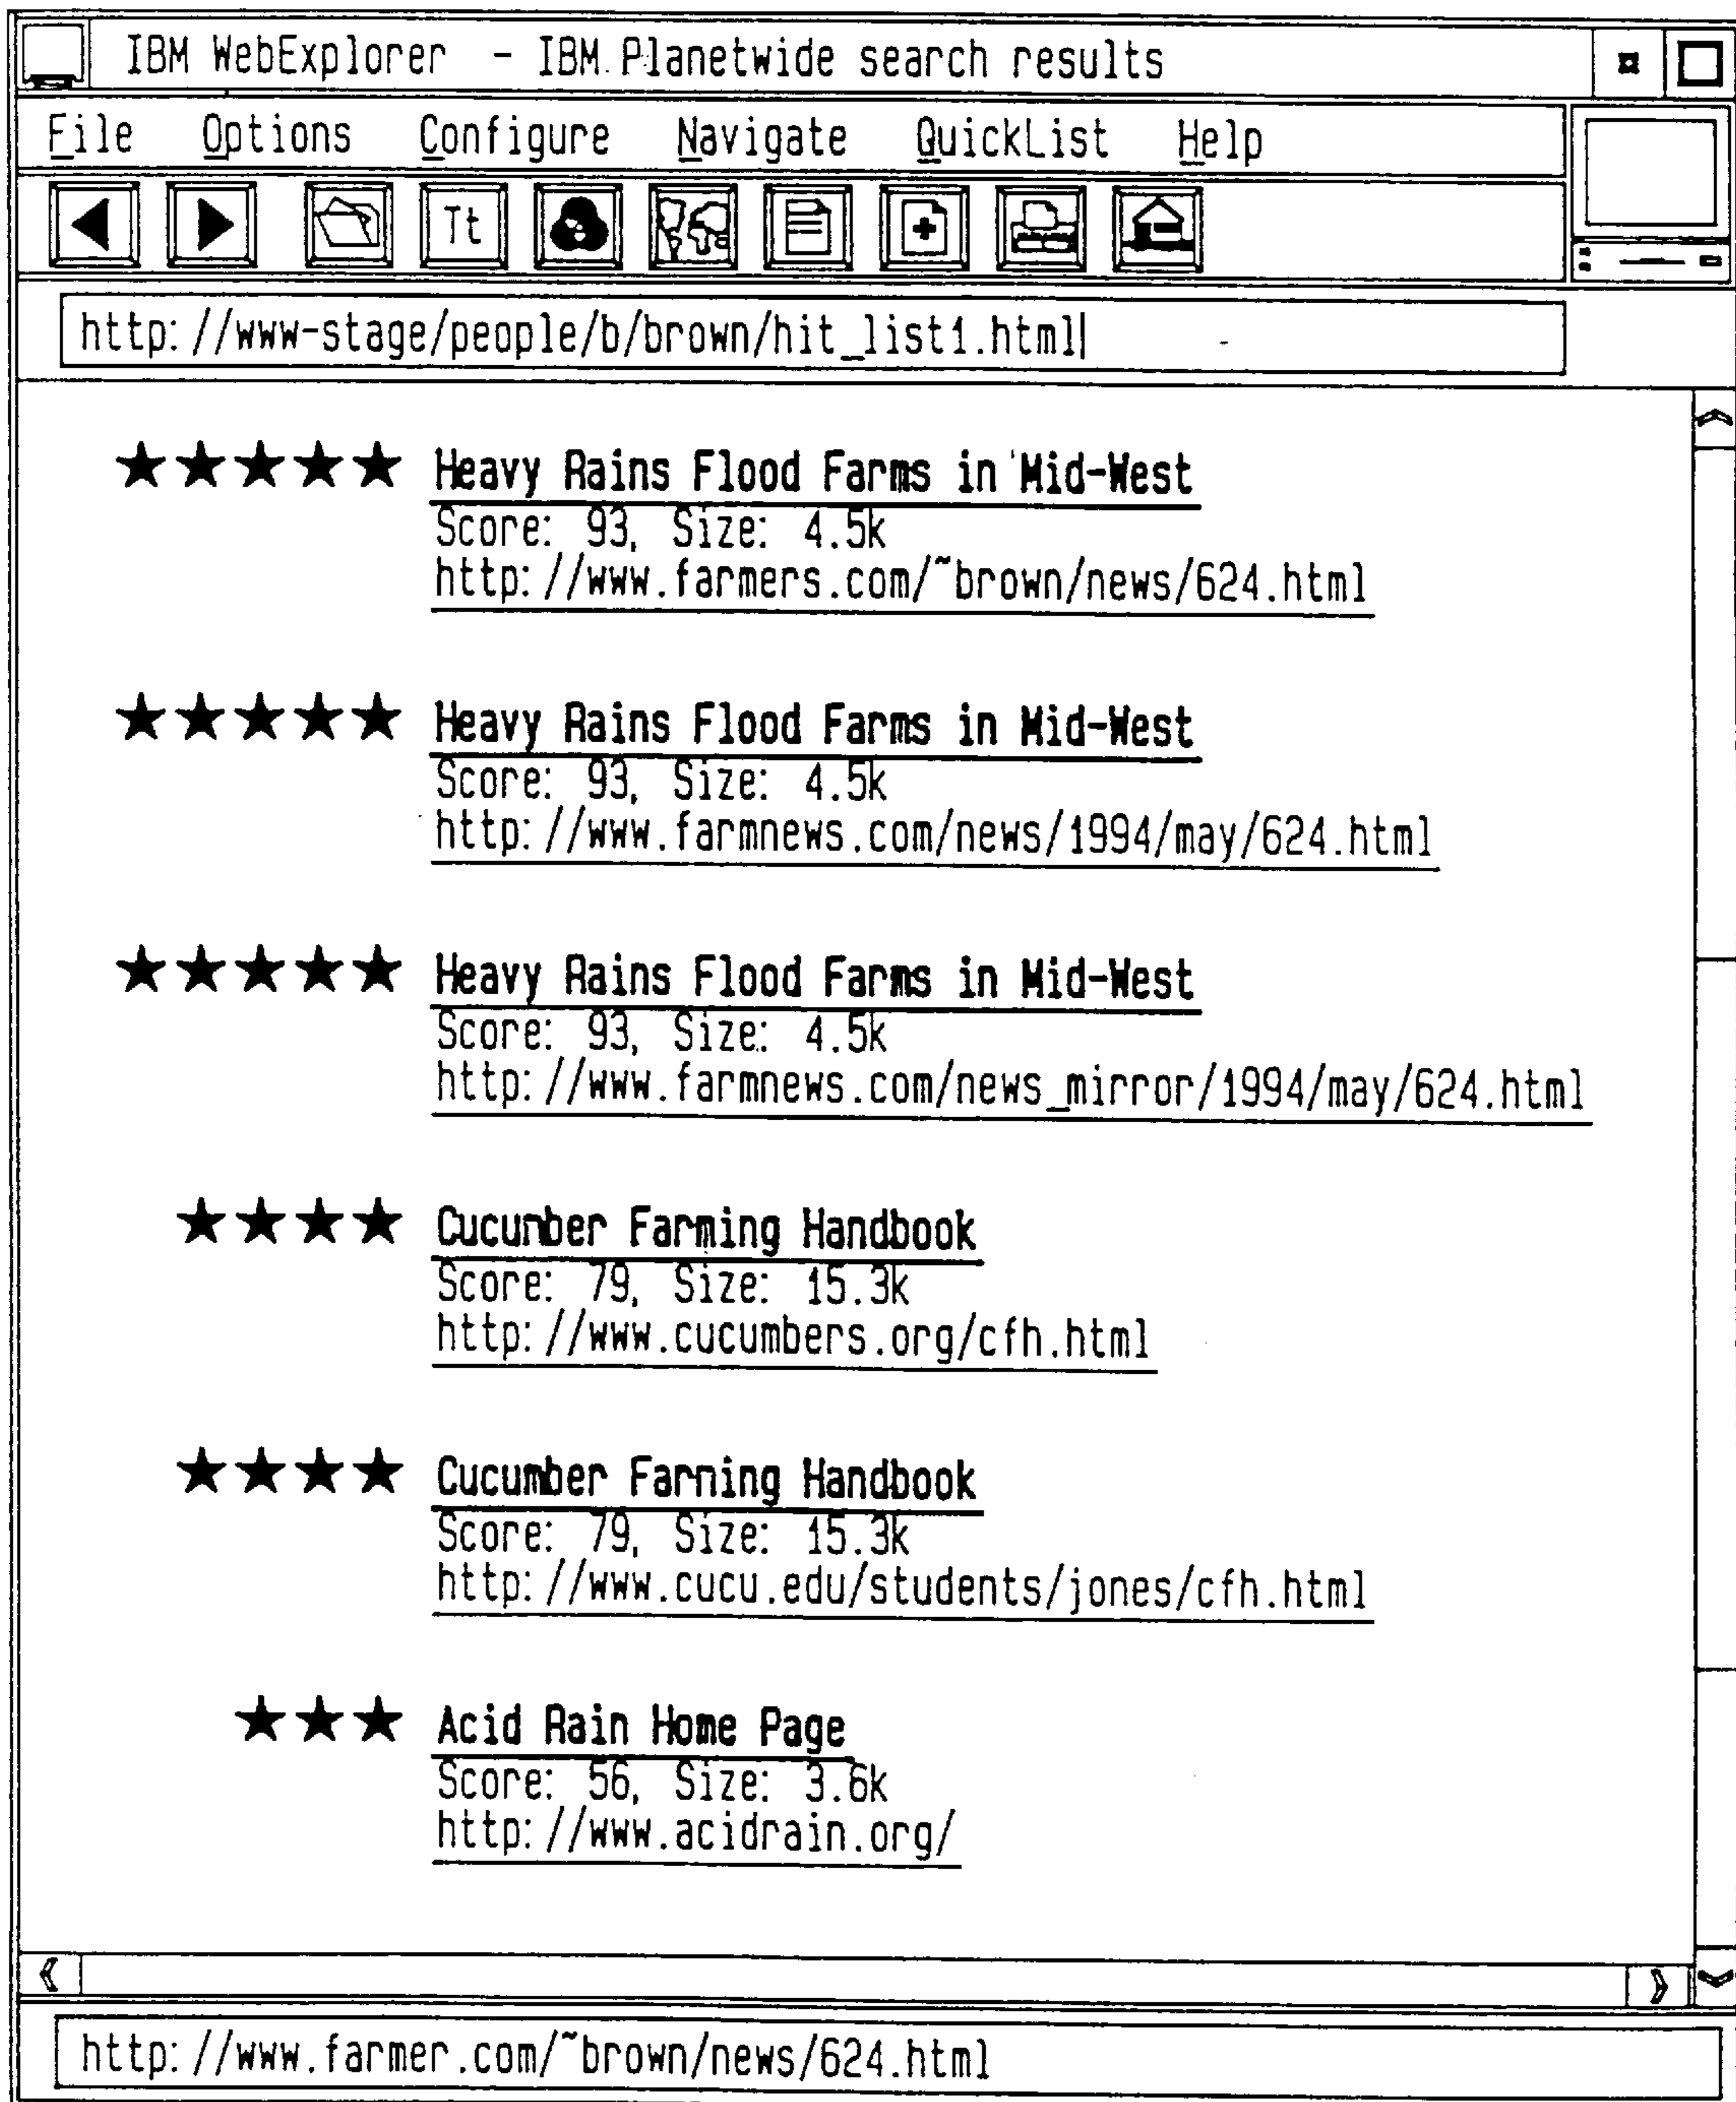 IBM WebExplorer - IBM Planetwide search results
File Options Configure Navigate QuickList Help
Tt
http://www-stage/people/b/brown/hit_list1.html
★★★★★ Heavy Rains Flood Farms in Mid-West
Score: 93, Size: 4.5k
http://www.farmers.com/~brown/news/624.html
★★★★★ Heavy Rains Flood Farms in Mid-West
Score: 93, Size: 4.5k
http://www.farmnews.com/news/1994/may/624.html
★★★★★ Heavy Rains Flood Farms in Mid-West
Score: 93, Size: 4.5k
http://www.farmnews.com/news_mirror/1994/may/624.html
★★★★ Cucumber Farming Handbook
Score: 79, Size: 15.3k
http://www.cucumbers.org/cfh.html
★★★★ Cucumber Farming Handbook
Score: 79, Size: 15.3k
http://www.cucu.edu/students/jones/cfh.html
★★★ Acid Rain Home Page
Score: 56, Size: 3.6k
http://www.acidrain.org/
http://www.farmer.com/~brown/news/624.html